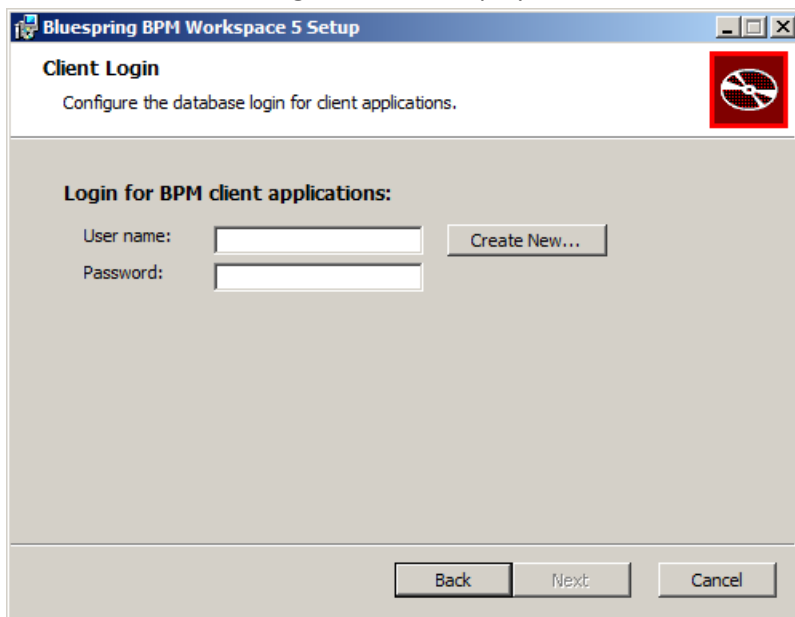 Bluespring BPM Workspace 5 Setup
Client Login
Configure the database login for client applications.
Login for BPM client applications:
User name:
Create New...
Password:
Back Next Cancel